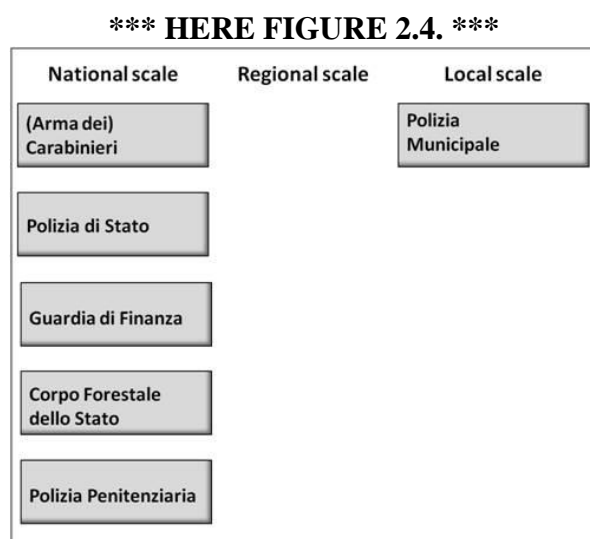 *** HERE FIGURE 2.4. ***
National scale
Regional scale
Local scale
(Arma dei)
Carabinieri
Polizia
Municipale
Polizia di Stato
Guardia di Finanza
Corpo Forestale
dello Stato
Polizia Penitenziaria